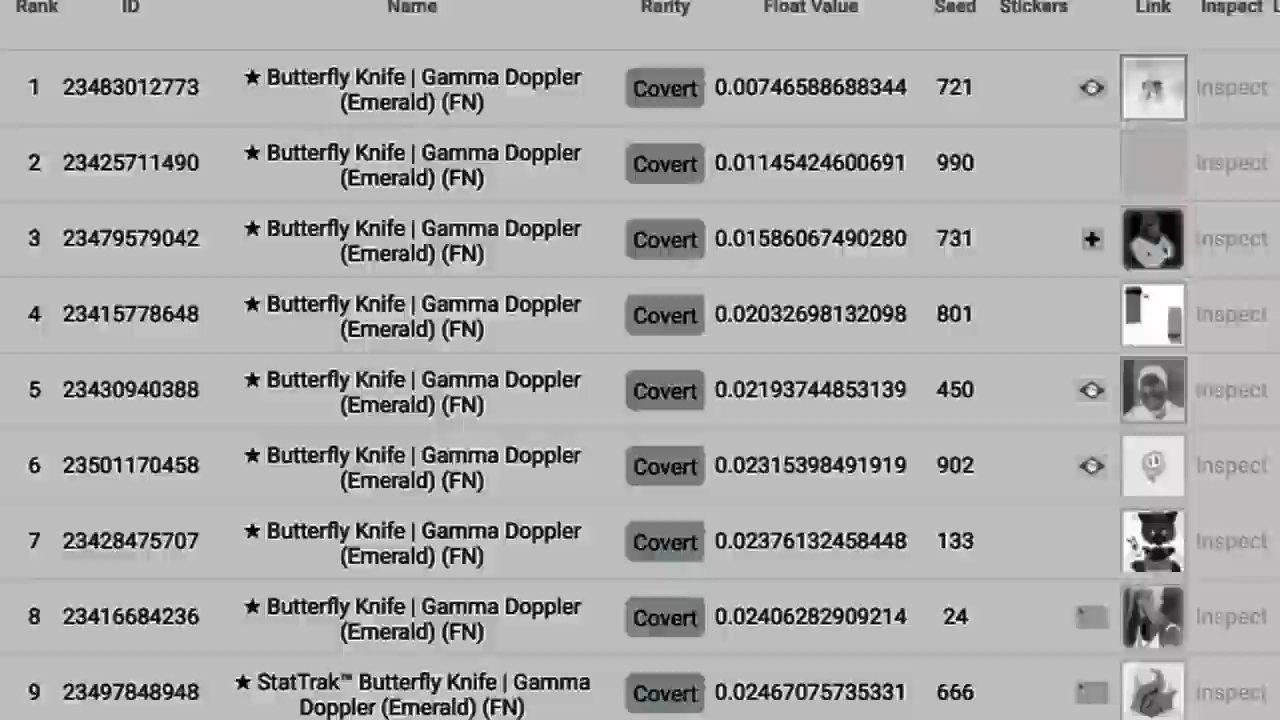 Rank ID Name Rarity Float Value Seed Stickers Link Inspect
1 23483012773 ★ Butterfly Knife | Gamma Doppler Covert 0.00746588688344 721 Inspect
(Emerald) (FN)
2 23425711490 ★ Butterfly Knife | Gamma Doppler Covert 0.01145424600691 990 Inspect
(Emerald) (FN)
3 23479579042 ★ Butterfly Knife | Gamma Doppler Covert 0.01586067490280 731 Inspect
(Emerald) (FN)
4 23415778648 ★ Butterfly Knife | Gamma Doppler Covert 0.02032698132098 801 Inspect
(Emerald) (FN)
5 23430940388 ★ Butterfly Knife | Gamma Doppler Covert 0.02193744853139 450 Inspect
(Emerald) (FN)
6 23501170458 ★ Butterfly Knife | Gamma Doppler Covert 0.02315398491919 902 Inspect
(Emerald) (FN)
7 23428475707 ★ Butterfly Knife | Gamma Doppler Covert 0.02376132458448 133 Inspect
(Emerald) (FN)
8 23416684236 ★ Butterfly Knife | Gamma Doppler Covert 0.02406282909214 24 Inspect
(Emerald) (FN)
9 23497848948 ★ StatTrak™ Butterfly Knife | Gamma Covert 0.02467075735331 666 Inspect
Doppler (Emerald) (FN)